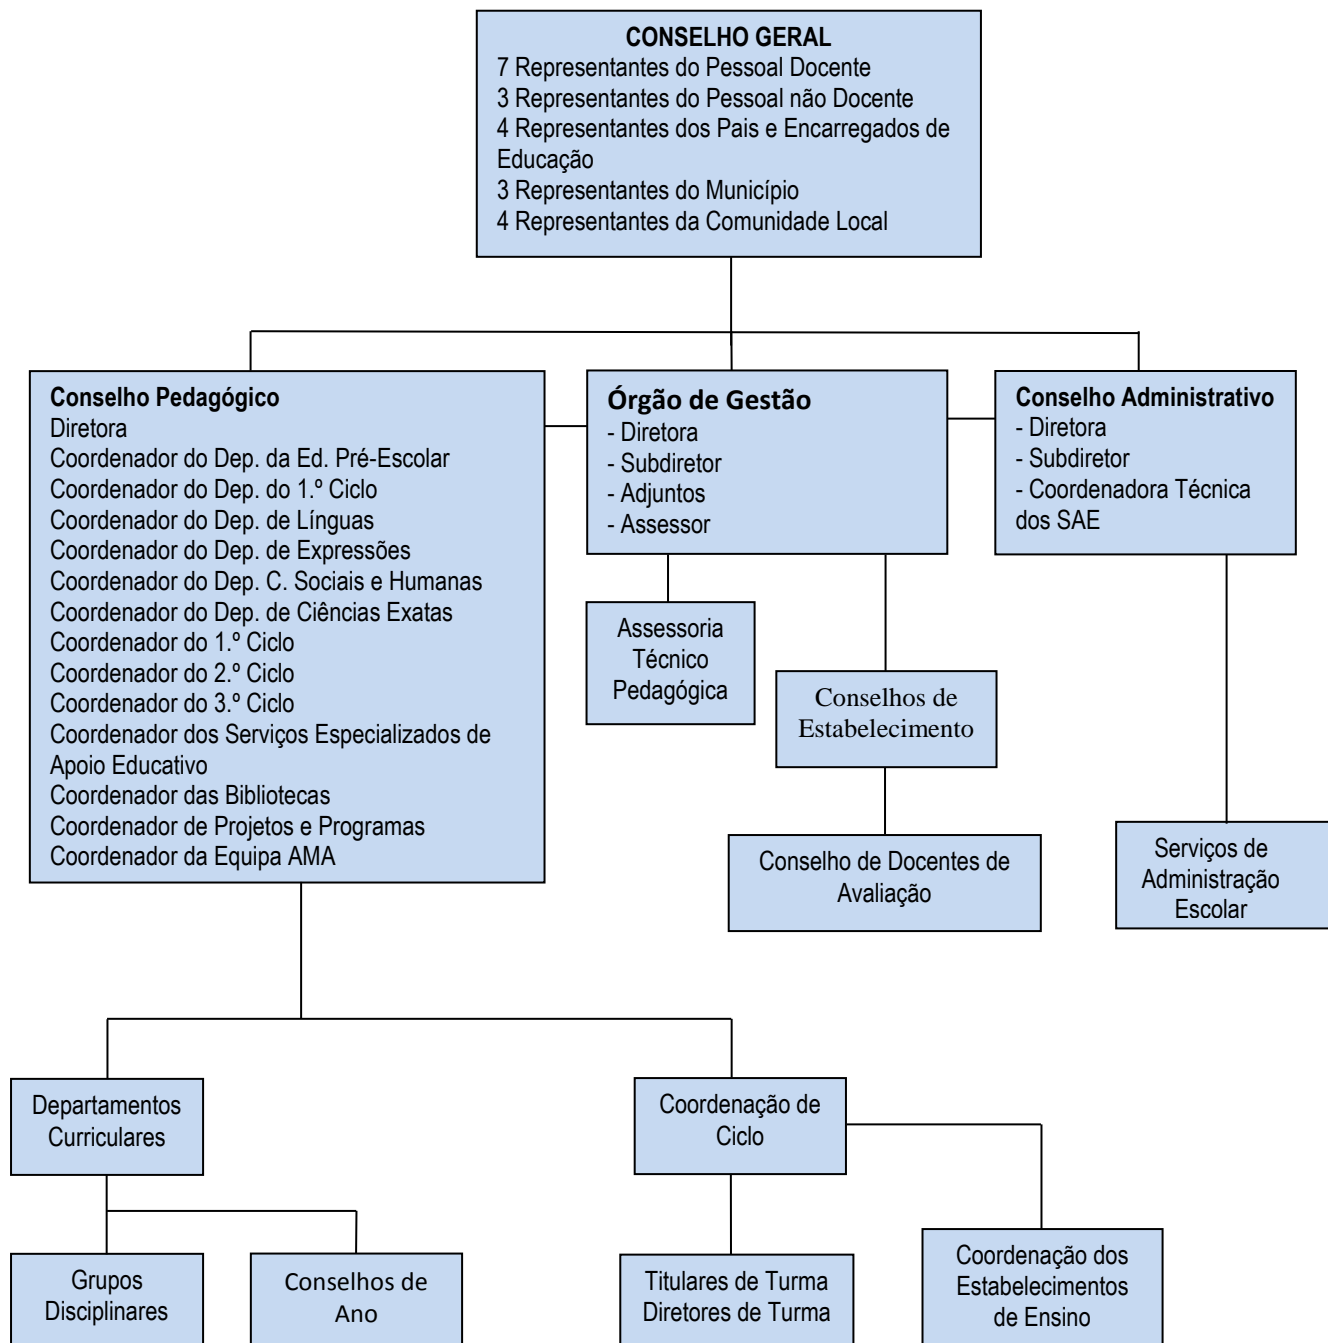 CONSELHO GERAL
7 Representantes do Pessoal Docente
3 Representantes do Pessoal não Docente
4 Representantes dos Pais e Encarregados de
Educação
3 Representantes do Município
4 Representantes da Comunidade Local
Conselho Pedagógico
Diretora
Coordenador do Dep. da Ed. Pré-Escolar
Coordenador do Dep. do 1.º Ciclo
Coordenador do Dep. de Línguas
Coordenador do Dep. de Expressões
Coordenador do Dep. C. Sociais e Humanas
Coordenador do Dep. de Ciências Exatas
Coordenador do 1.º Ciclo
Coordenador do 2.º Ciclo
Coordenador do 3.º Ciclo
Coordenador dos Serviços Especializados de
Apoio Educativo
Coordenador das Bibliotecas
Coordenador de Projetos e Programas
Coordenador da Equipa AMA
Órgão de Gestão
- Diretora
- Subdiretor
- Adjuntos
- Assessor
Conselho Administrativo
- Diretora
- Subdiretor
- Coordenadora Técnica
dos SAE
Assessoria
Técnico
Pedagógica
Conselhos de
Estabelecimento
Conselho de Docentes de
Avaliação
Serviços de
Administração
Escolar
Departamentos
Curriculares
Coordenação de
Ciclo
Grupos
Disciplinares
Conselhos de
Ano
Titulares de Turma
Diretores de Turma
Coordenação dos
Estabelecimentos
de Ensino